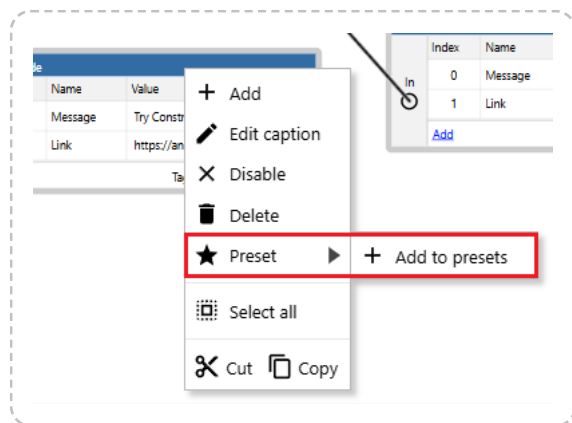 Index Name
In 0 Message
1 Link
Add
Name Value
Message Try Constr
Link https://an
Add
Edit caption
Disable
Delete
Preset Add to presets
Select all
Cut Copy